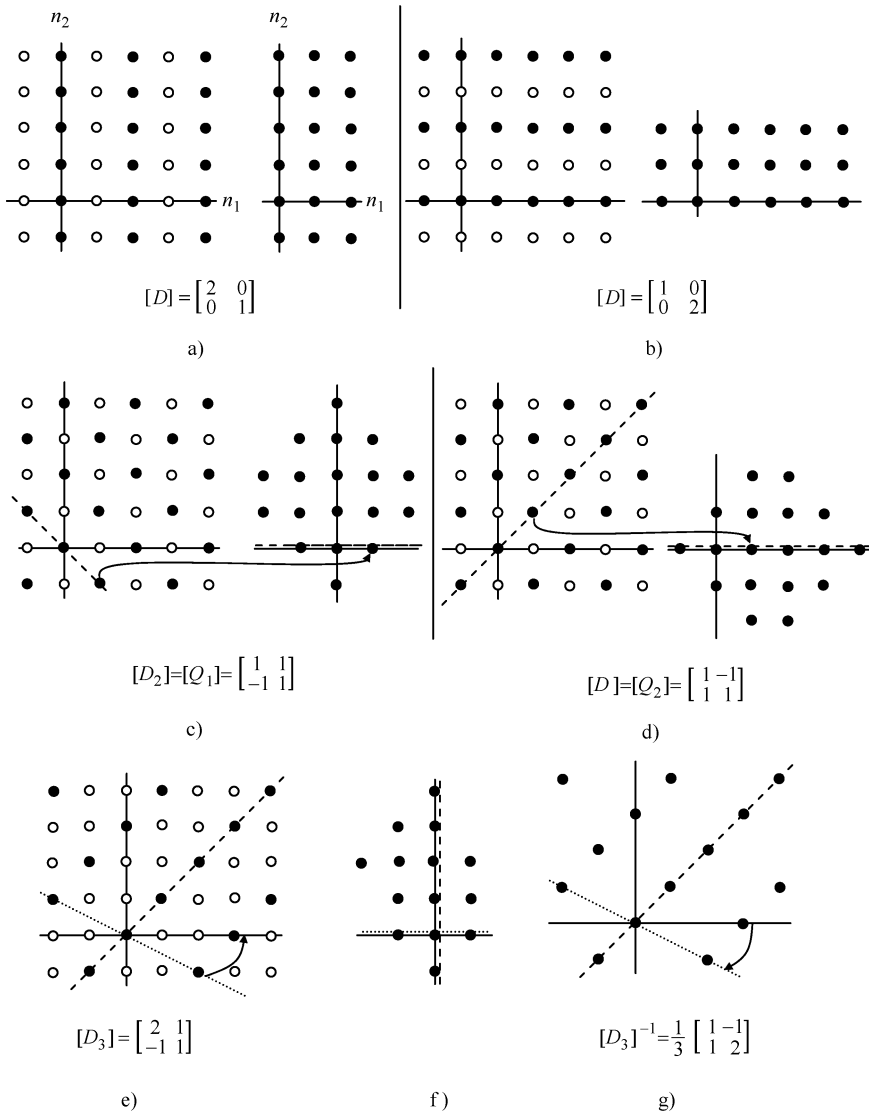 n₂ n₂
n₁ n₁
[D] = [2 0
0 1]
[D] = [1 0
0 2]
a) b)
[D₂]=[Q₁]= [1 1
−1 1]
[D]=[Q₂]= [1 −1
1 1]
c) d)
[D₃] = [2 1
−1 1]
[D₃]⁻¹= 1/3 [1 −1
1 2]
e) f) g)